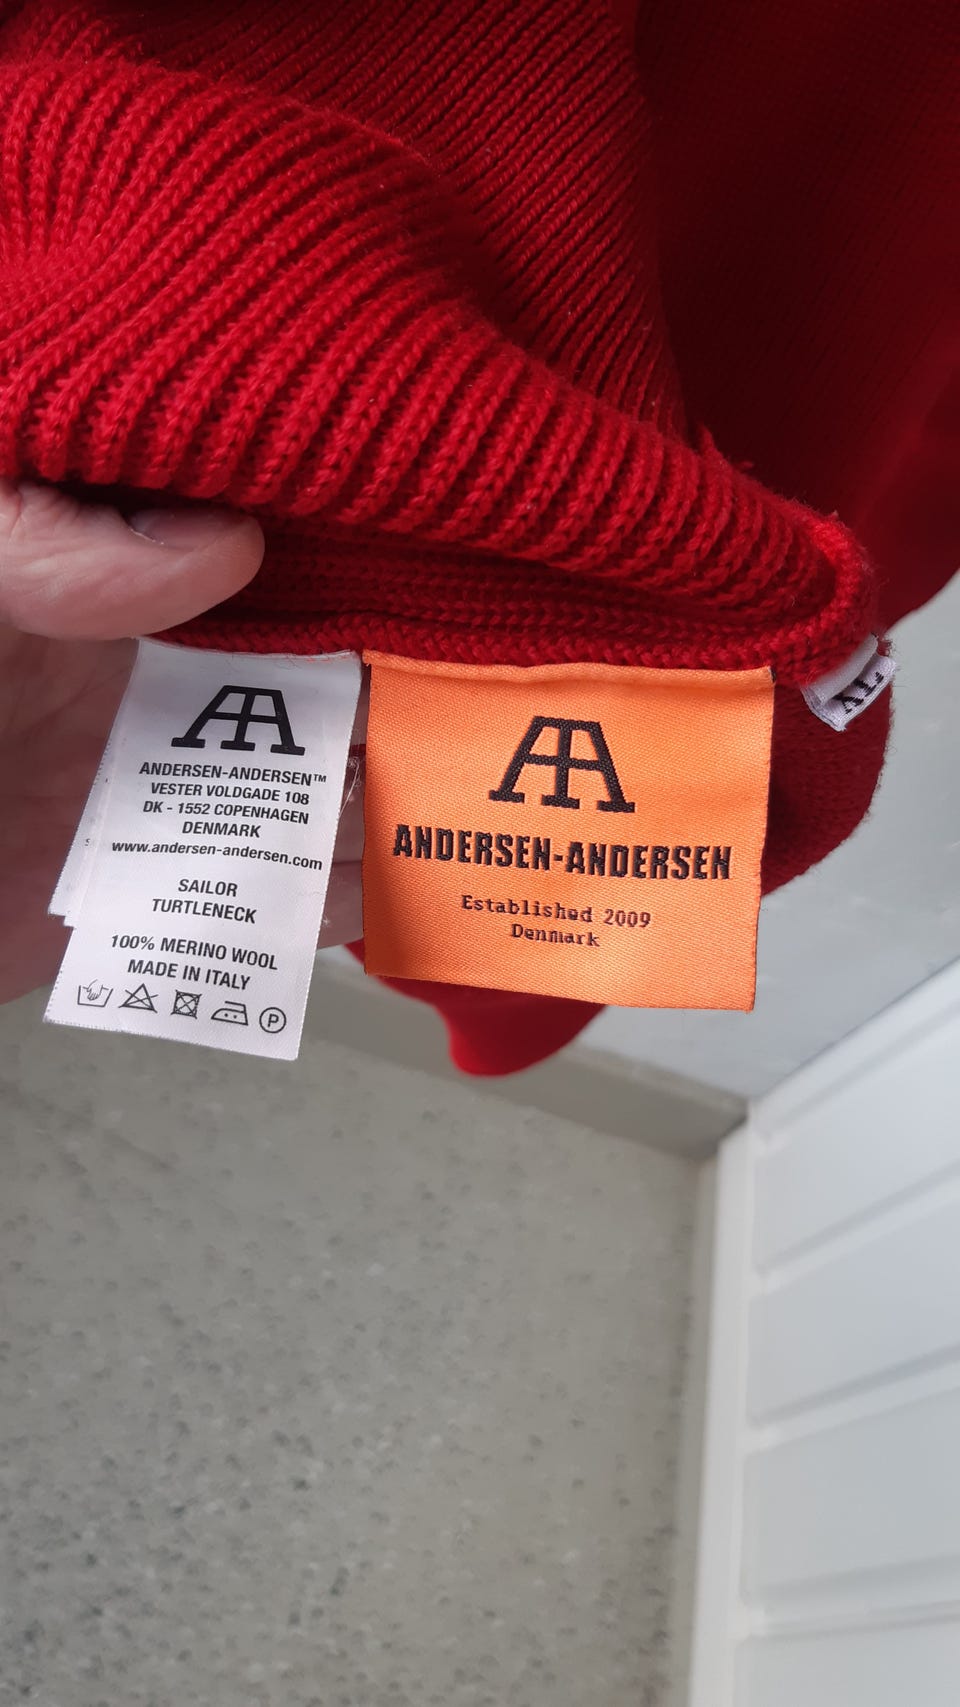 ANDERSEN-ANDERSEN™
VESTER VOLDGADE 108
DK - 1552 COPENHAGEN
DENMARK
www.andersen-andersen.com
SAILOR
TURTLENECK
100% MERINO WOOL
MADE IN ITALY
P
ANDERSEN-ANDERSEN
Established 2009
Denmark
XL